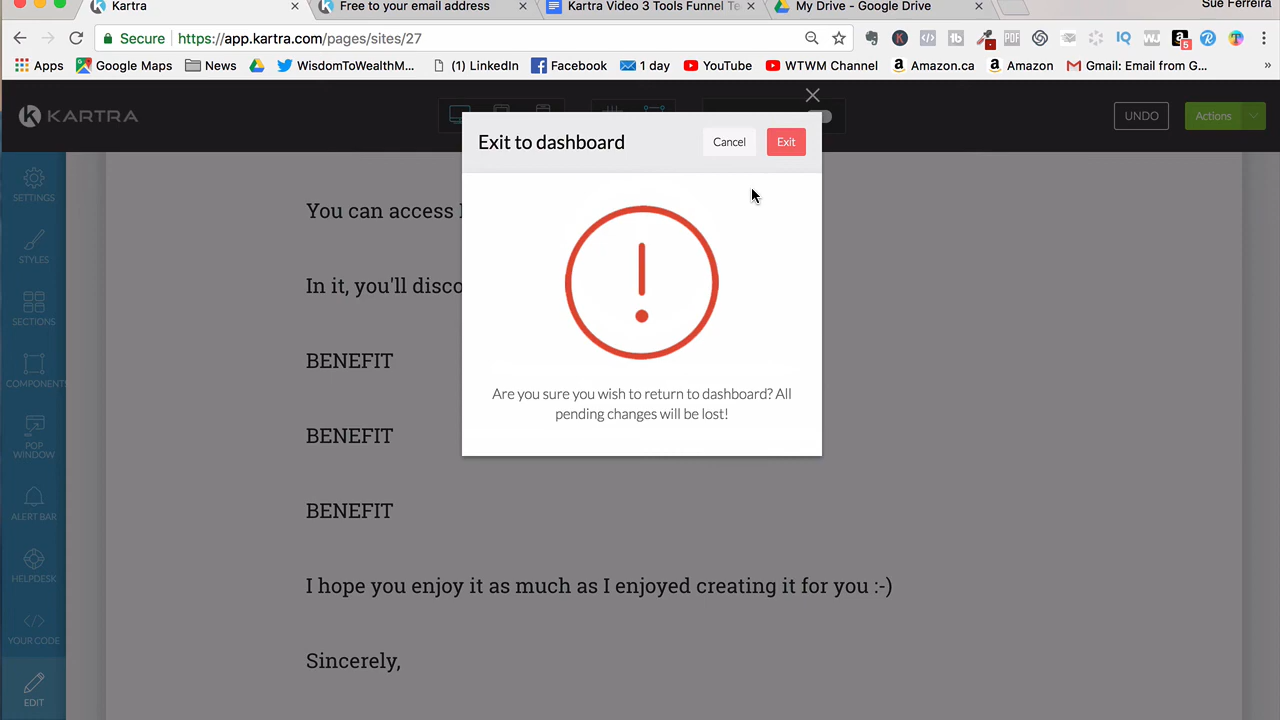 Kartra
Free to your email address
Kartra Video 3 Tools Funnel Te
My Drive - Google Drive
Sue Ferreira
Secure
https://app.kartra.com/pages/sites/27
Apps
Google Maps
News
WisdomToWealthM...
(1) LinkedIn
Facebook
1 day
YouTube
WTWM Channel
Amazon.ca
Amazon
Gmail: Email from G...
»
KARTRA
UNDO
Actions
Exit to dashboard
Cancel
Exit
Are you sure you wish to return to dashboard? All
pending changes will be lost!
SETTINGS
STYLES
SECTIONS
COMPONENT
POP
WINDOW
ALERT BAR
HELPDESK
YOUR CODE
EDIT
You can access
In it, you'll disco
BENEFIT
BENEFIT
BENEFIT
I hope you enjoy it as much as I enjoyed creating it for you :-)
Sincerely,